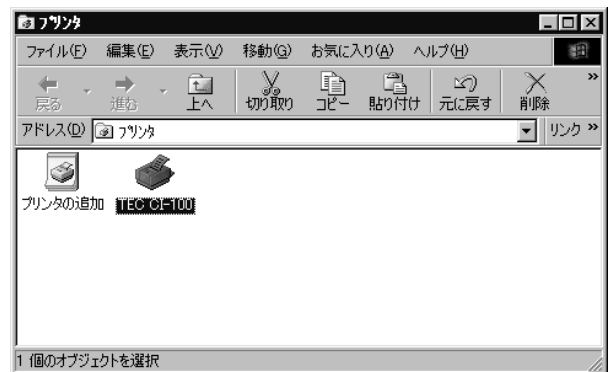 プリンタ
ファイル(F) 編集(E) 表示(V) 移動(G) お気に入り(A) ヘルプ(H)
戻る 進む 上へ 切り取り コピー 貼り付け 元に戻す 削除 »
アドレス(D) プリンタ リンク »
プリンタの追加 TEC CI-100
1 個のオブジェクトを選択